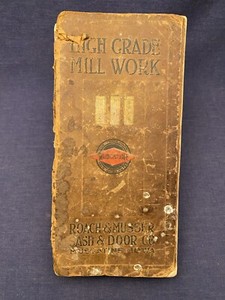 HIGH GRADE
MILL WORK
ROACH & MUSSER
SASH & DOOR CO.